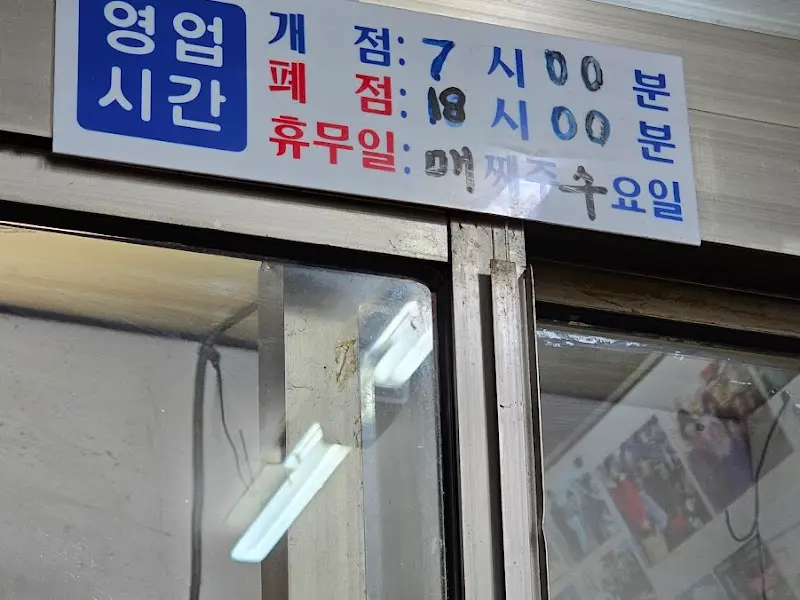 영업
시간
개 점: 7 시 00 분
폐 점: 18 시 00 분
휴무일: 매 째주 수요일